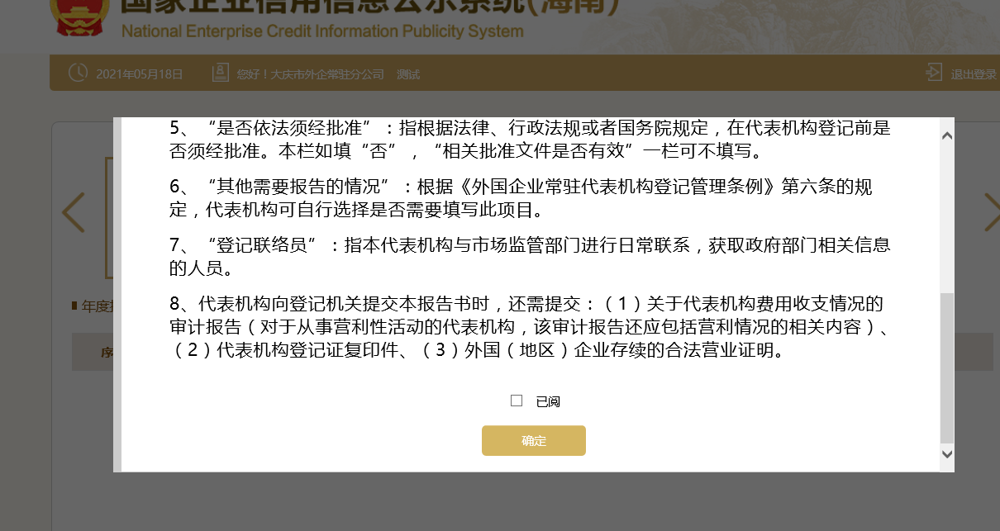 国家企业信用信息公示系统(海南)
National Enterprise Credit Information Publicity System
2021年05月18日 您好！大庆市外企常驻分公司 测试 退出登录
5、“是否依法须经批准”：指根据法律、行政法规或者国务院规定，在代表机构登记前是
否须经批准。本栏如填“否”，“相关批准文件是否有效”一栏可不填写。
6、“其他需要报告的情况”：根据《外国企业常驻代表机构登记管理条例》第六条的规
定，代表机构可自行选择是否需要填写此项目。
7、“登记联络员”：指本代表机构与市场监管部门进行日常联系，获取政府部门相关信息
的人员。
年度
8、代表机构向登记机关提交本报告书时，还需提交：（1）关于代表机构费用收支情况的
审计报告（对于从事营利性活动的代表机构，该审计报告还应包括营利情况的相关内容）、
序
（2）代表机构登记证复印件、（3）外国（地区）企业存续的合法营业证明。
已阅
确定